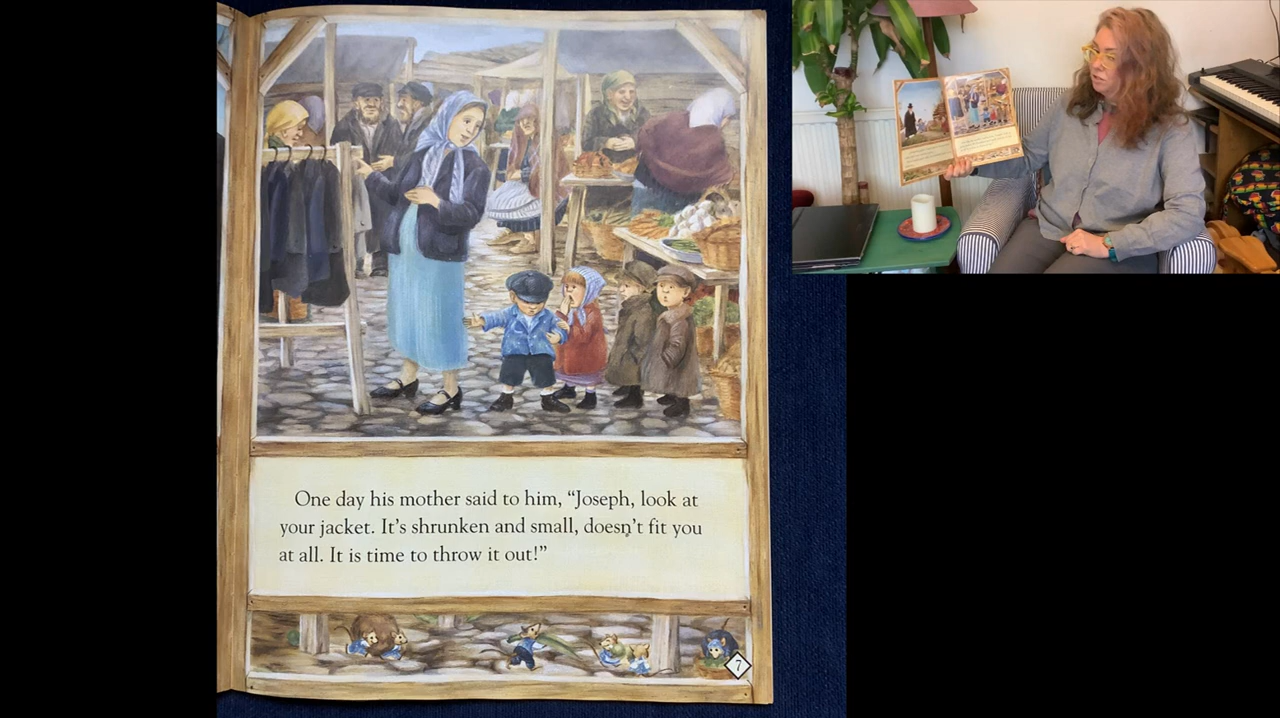 One day his mother said to him, “Joseph, look at
your jacket. It’s shrunken and small, doesn’t fit you
at all. It is time to throw it out!”
7